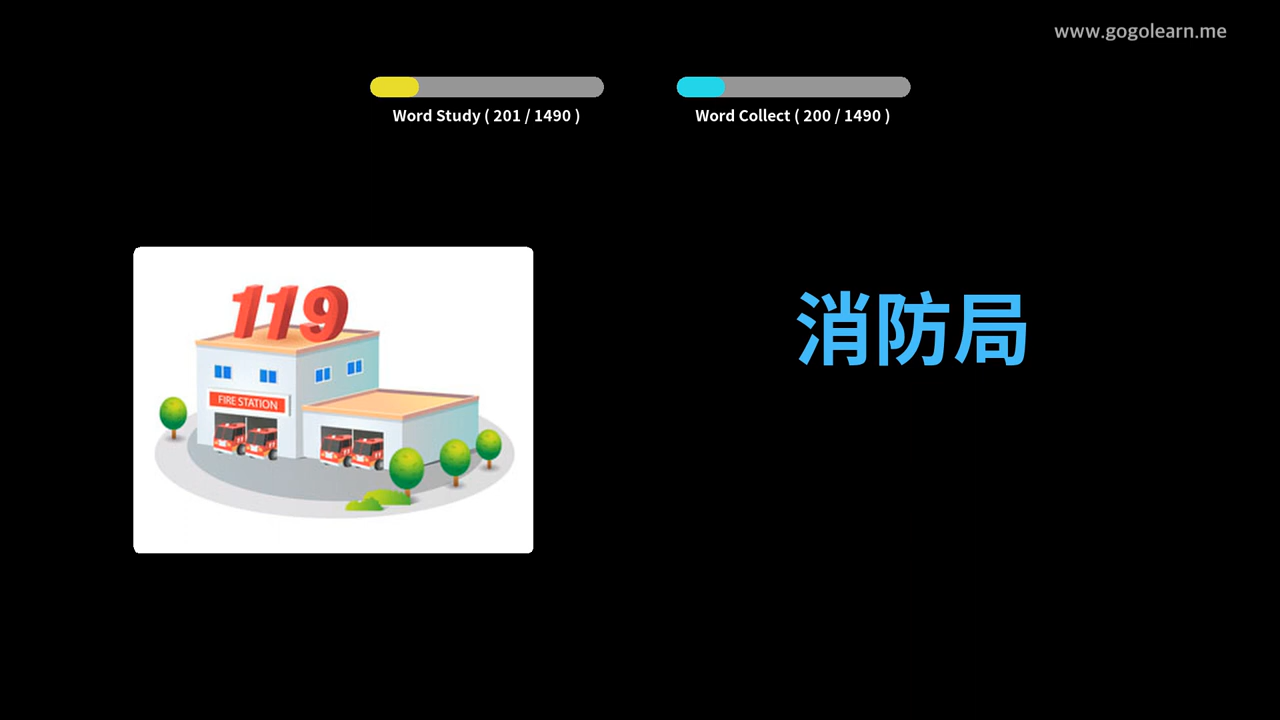 www.gogolearn.me
Word Study ( 201 / 1490 )
Word Collect ( 200 / 1490 )
119
FIRE STATION
消防局